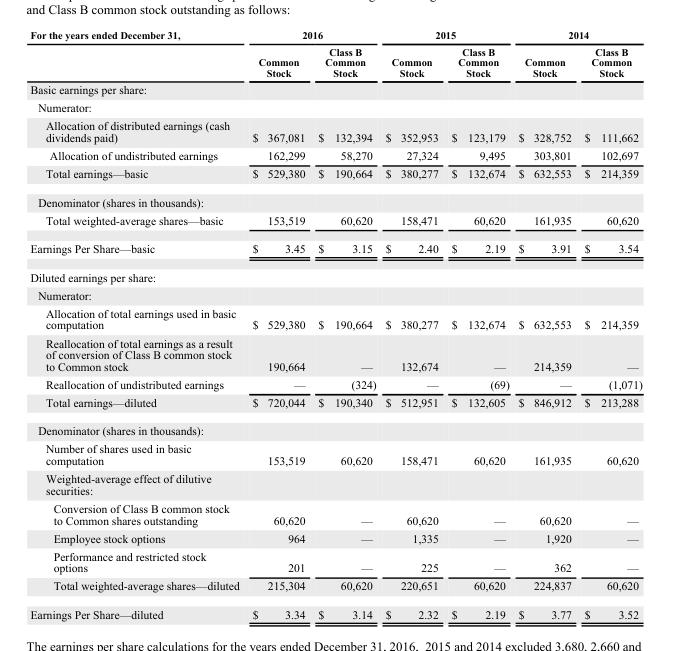 and Class B common stock outstanding as follows:
For the years ended December 31, 2016 2015 2014
Class B Class B Class B
Common Common Common Common Common Common
Stock Stock Stock Stock Stock Stock
Basic earnings per share:
Numerator:
Allocation of distributed earnings (cash
dividends paid) $ 367,081 $ 132,394 $ 352,953 $ 123,179 $ 328,752 $ 111,662
Allocation of undistributed earnings 162,299 58,270 27,324 9,495 303,801 102,697
Total earnings—basic $ 529,380 $ 190,664 $ 380,277 $ 132,674 $ 632,553 $ 214,359
Denominator (shares in thousands):
Total weighted-average shares—basic 153,519 60,620 158,471 60,620 161,935 60,620
Earnings Per Share—basic $ 3.45 $ 3.15 $ 2.40 $ 2.19 $ 3.91 $ 3.54
Diluted earnings per share:
Numerator:
Allocation of total earnings used in basic
computation $ 529,380 $ 190,664 $ 380,277 $ 132,674 $ 632,553 $ 214,359
Reallocation of total earnings as a result
of conversion of Class B common stock
to Common stock 190,664 — 132,674 — 214,359 —
Reallocation of undistributed earnings — (324) — (69) — (1,071)
Total earnings—diluted $ 720,044 $ 190,340 $ 512,951 $ 132,605 $ 846,912 $ 213,288
Denominator (shares in thousands):
Number of shares used in basic
computation 153,519 60,620 158,471 60,620 161,935 60,620
Weighted-average effect of dilutive
securities:
Conversion of Class B common stock
to Common shares outstanding 60,620 — 60,620 — 60,620 —
Employee stock options 964 — 1,335 — 1,920 —
Performance and restricted stock
options 201 — 225 — 362 —
Total weighted-average shares—diluted 215,304 60,620 220,651 60,620 224,837 60,620
Earnings Per Share—diluted $ 3.34 $ 3.14 $ 2.32 $ 2.19 $ 3.77 $ 3.52
The earnings per share calculations for the years ended December 31, 2016, 2015 and 2014 excluded 3,680, 2,660 and